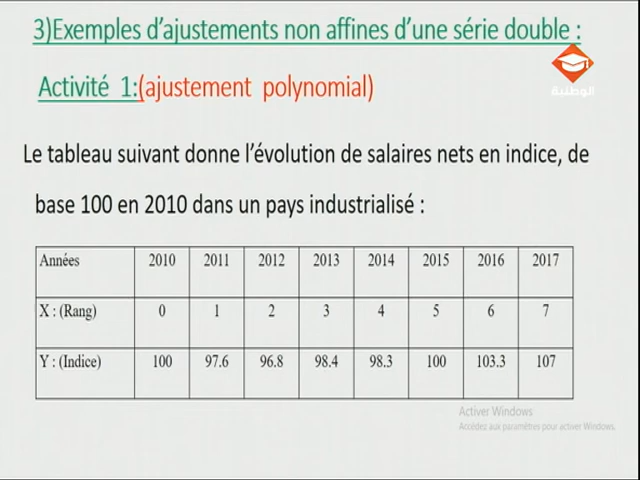 3)Exemples d'ajustements non affines d'une série double :
Activité 1:(ajustement polynomial)
الوطنية
Le tableau suivant donne l'évolution de salaires nets en indice, de
base 100 en 2010 dans un pays industrialisé :
Années 2010 2011 2012 2013 2014 2015 2016 2017
X : (Rang) 0 1 2 3 4 5 6 7
Y : (Indice) 100 97.6 96.8 98.4 98.3 100 103.3 107
Activer Windows
Accédez aux paramètres pour activer Windows.